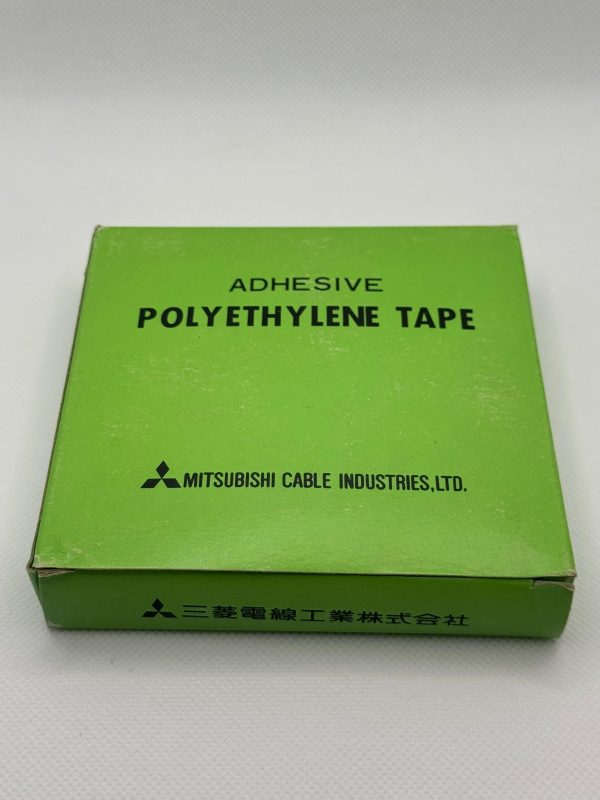 ADHESIVE
POLYETHYLENE TAPE
MITSUBISHI CABLE INDUSTRIES,LTD.
三菱電線工業株式会社